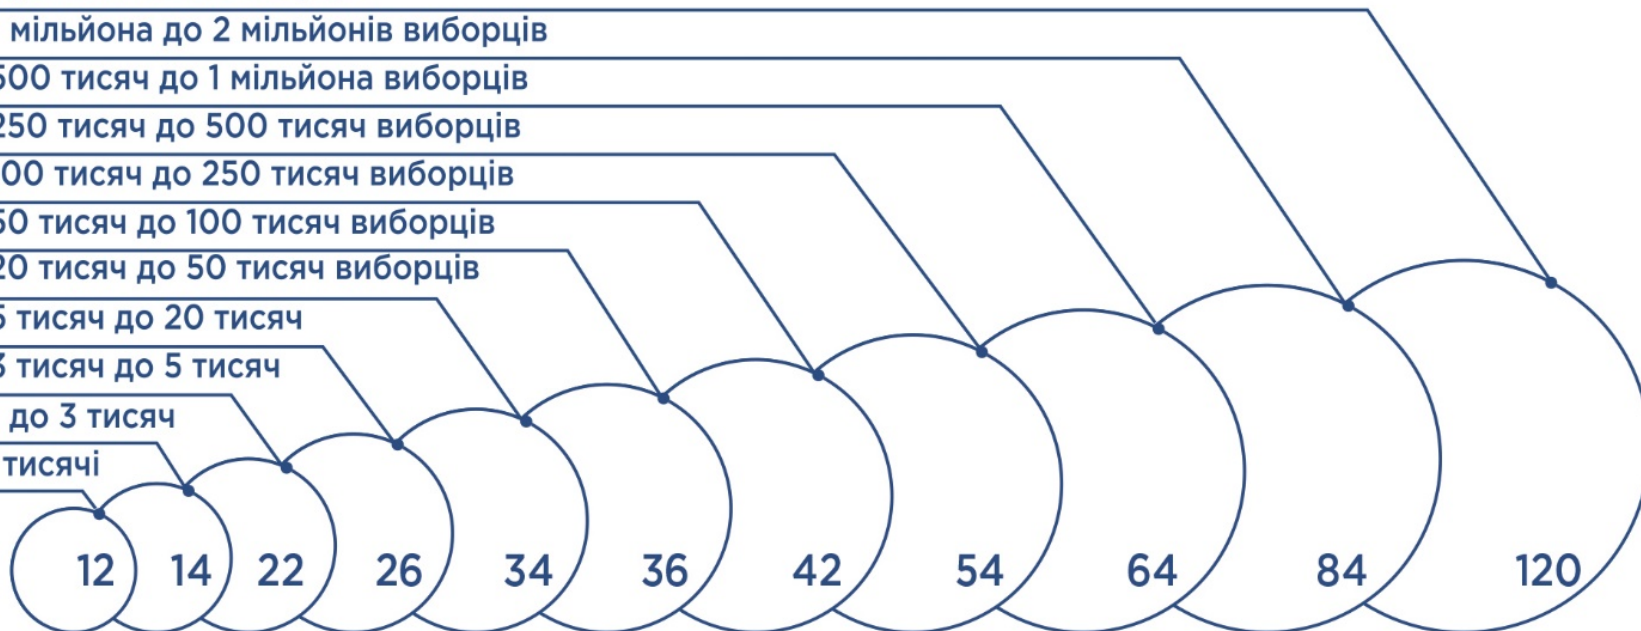 мільйона до 2 мільйонів виборців
500 тисяч до 1 мільйона виборців
250 тисяч до 500 тисяч виборців
00 тисяч до 250 тисяч виборців
50 тисяч до 100 тисяч виборців
20 тисяч до 50 тисяч виборців
5 тисяч до 20 тисяч
3 тисяч до 5 тисяч
до 3 тисяч
тисячі
12 14 22 26 34 36 42 54 64 84 120